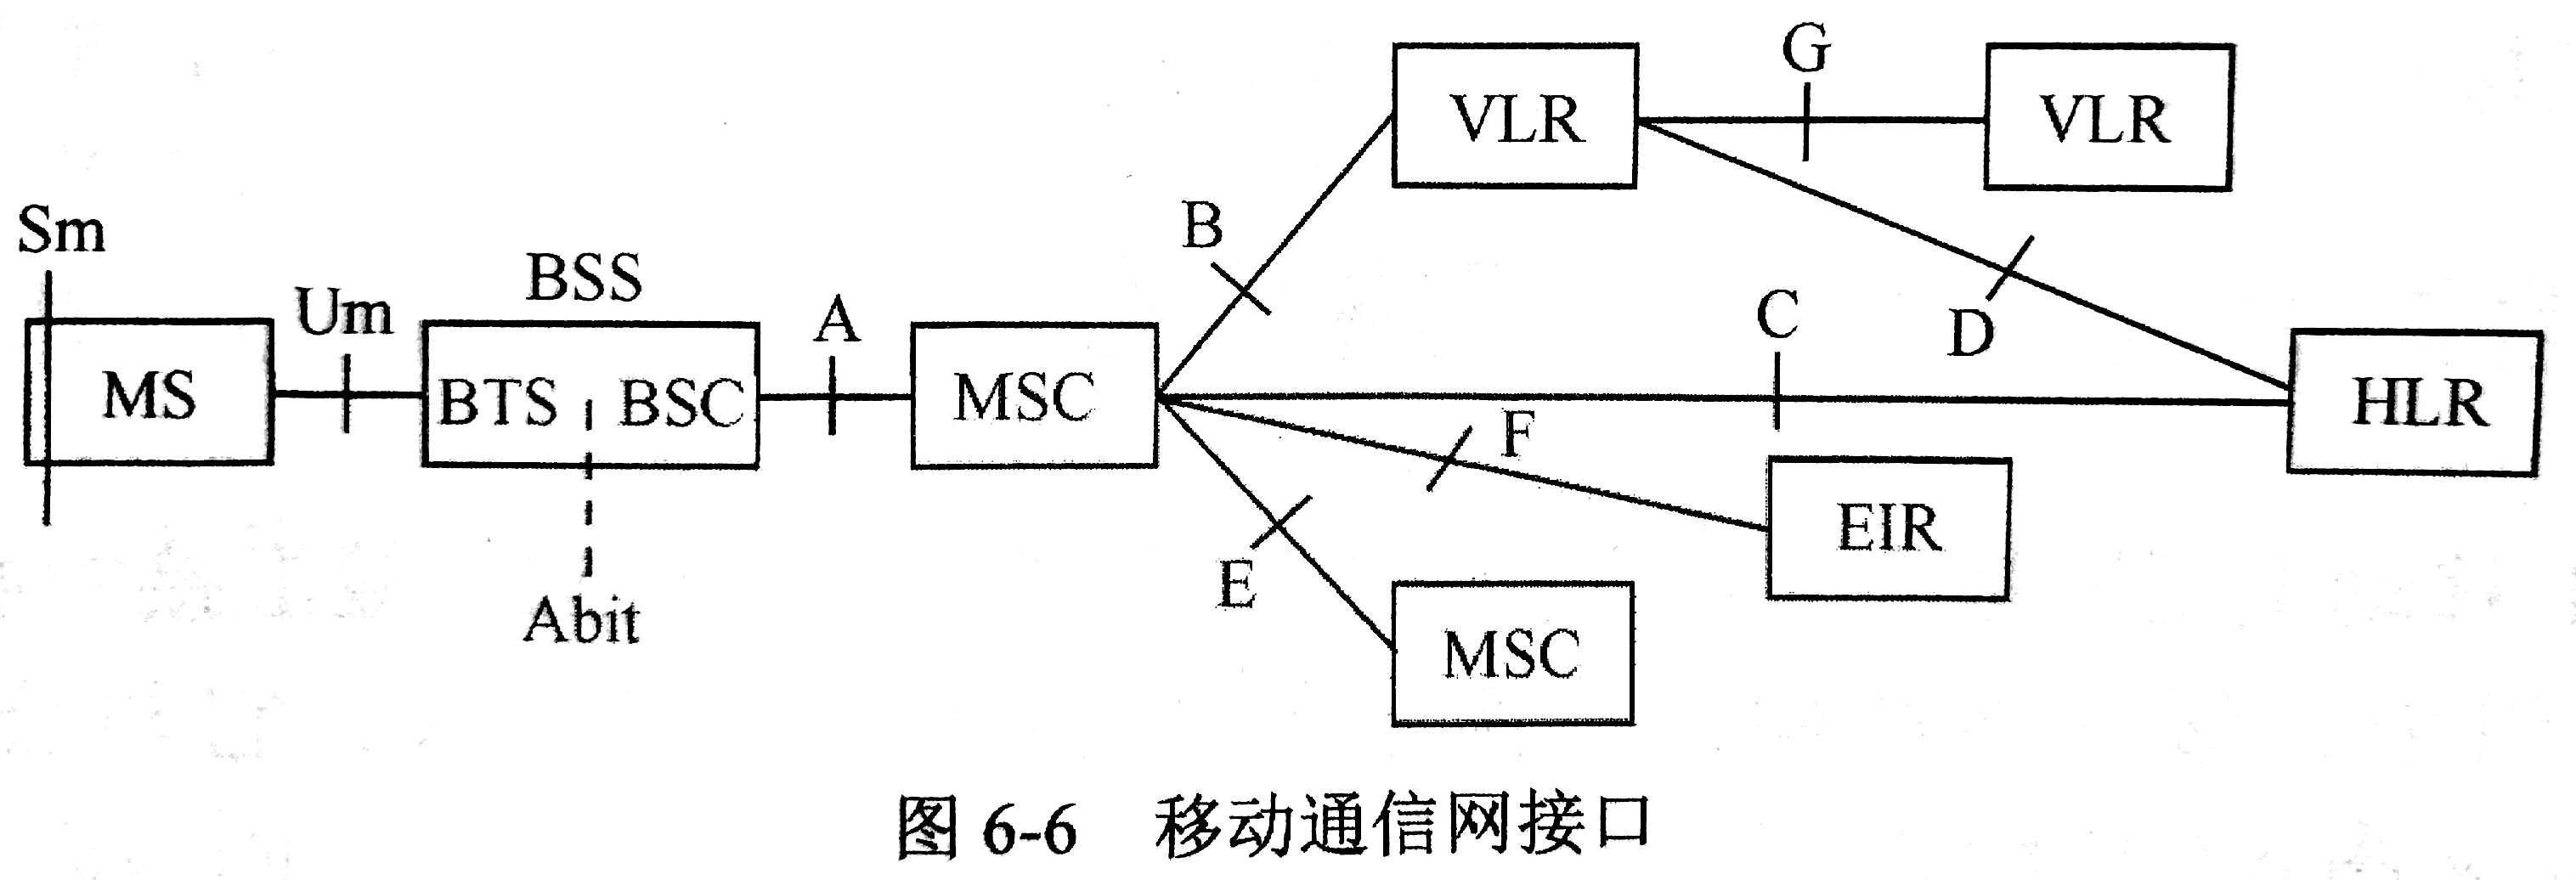 G
VLR VLR
B
Sm
BSS
Um
A
C
D
MS
BTS BSC
MSC
HLR
F
EIR
E
Abit
MSC
图 6-6 移动通信网接口